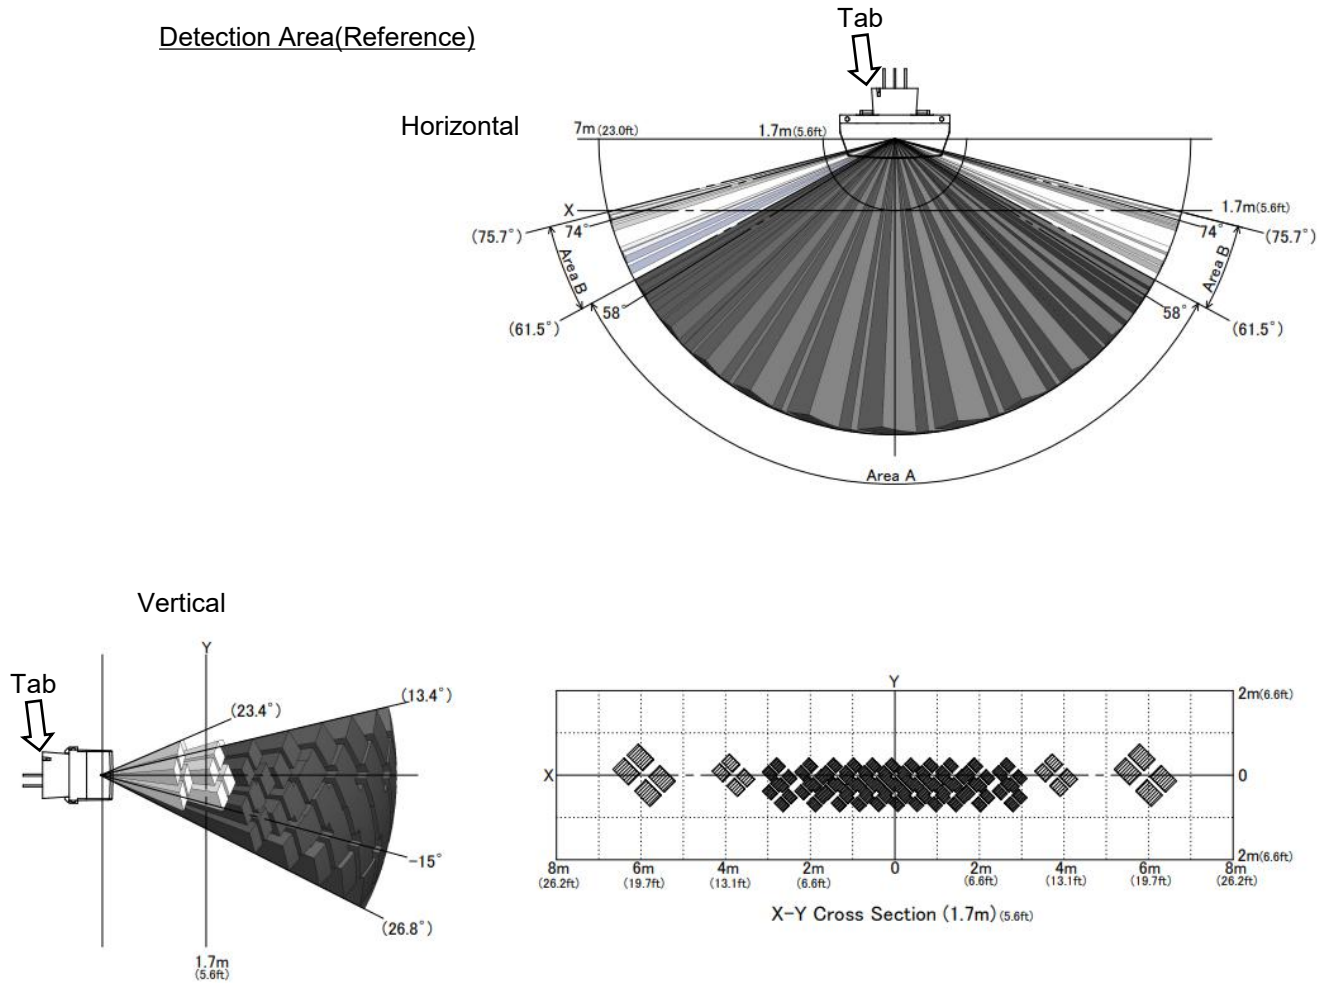 Tab
Detection Area(Reference)
Horizontal
7m(23.0ft)
1.7m(5.6ft)
X
1.7m(5.6ft)
(75.7°)
74°
74°
(75.7°)
Area B
Area B
58°
58°
(61.5°)
(61.5°)
Area A
Vertical
Y
Tab
(23.4°)
(13.4°)
-15°
(26.8°)
1.7m
(5.6ft)
Y
2m(6.6ft)
X
0
2m(6.6ft)
8m 6m 4m 2m 0 2m 4m 6m 8m
(26.2ft) (19.7ft) (13.1ft) (6.6ft) (6.6ft) (13.1ft) (19.7ft) (26.2ft)
X-Y Cross Section (1.7m)(5.6ft)